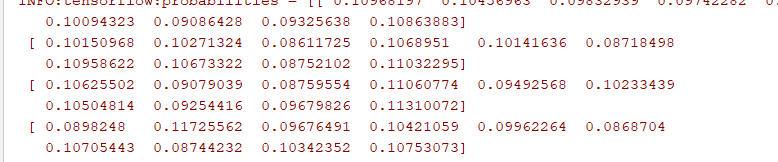 INFO:tensorflow:probabilities = [[ 0.10968197 0.10436963 0.09832939 0.09742282
0.10094323 0.09086428 0.09325638 0.10863883]
[ 0.10150968 0.10271324 0.08611725 0.1068951 0.10141636 0.08718498
0.10958622 0.10673322 0.08752102 0.11032295]
[ 0.10625502 0.09079039 0.08759554 0.11060774 0.09492568 0.10233439
0.10504814 0.09254416 0.09679826 0.11310072]
[ 0.0898248 0.11725562 0.09676491 0.10421059 0.09962264 0.0868704
0.10705443 0.08744232 0.10342352 0.10753073]